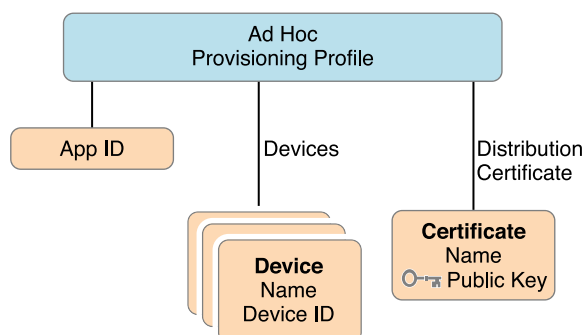 Ad Hoc
Provisioning Profile
App ID
Devices
Distribution
Certificate
Device
Name
Device ID
Certificate
Name
Public Key